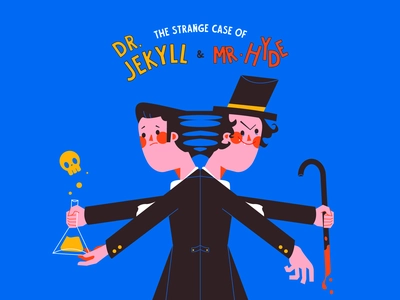 THE STRANGE CASE OF
DR. JEKYLL & MR. HYDE